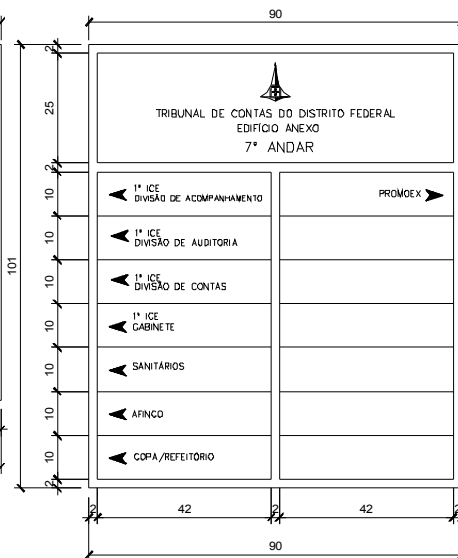 90
2
25
2
10
10
10
10
10
10
10
2
101
TRIBUNAL DE CONTAS DO DISTRITO FEDERAL
EDIFÍCIO ANEXO
7º ANDAR
1ª ICE
DIVISÃO DE ACOMPANHAMENTO
PROMOEX
1ª ICE
DIVISÃO DE AUDITORIA
1ª ICE
DIVISÃO DE CONTAS
1ª ICE
GABINETE
SANITÁRIOS
AFINCO
COPA/REFEITÓRIO
2 42 2 42 2
90